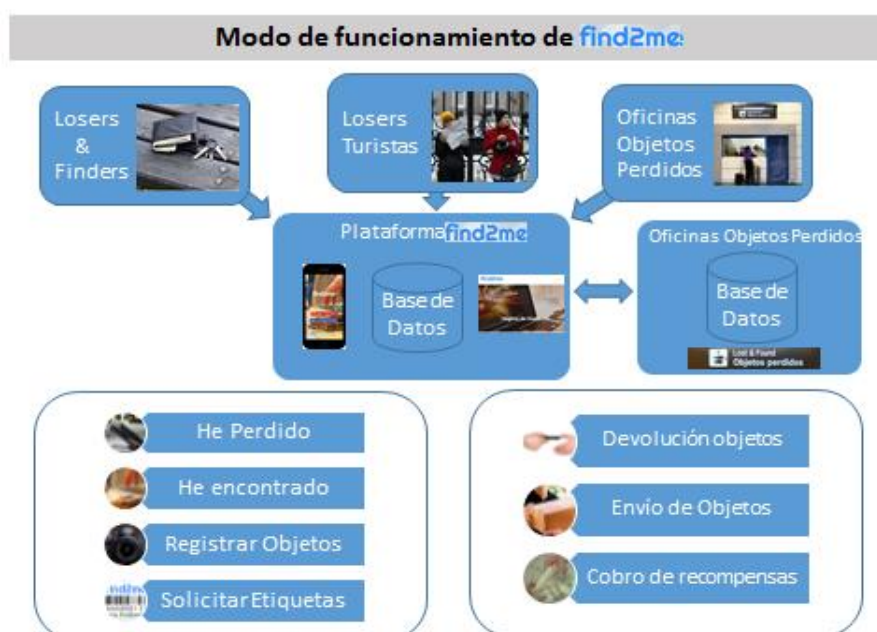 Modo de funcionamiento de find2me
Losers
&
Finders
Losers
Turistas
Oficinas
Objetos
Perdidos
Plataforma find2me
Base de
Datos
Oficinas Objetos Perdidos
Base de
Datos
Lost & Found
Objetos perdidos
He Perdido
He encontrado
Registrar Objetos
Solicitar Etiquetas
Devolución objetos
Envío de Objetos
Cobro de recompensas